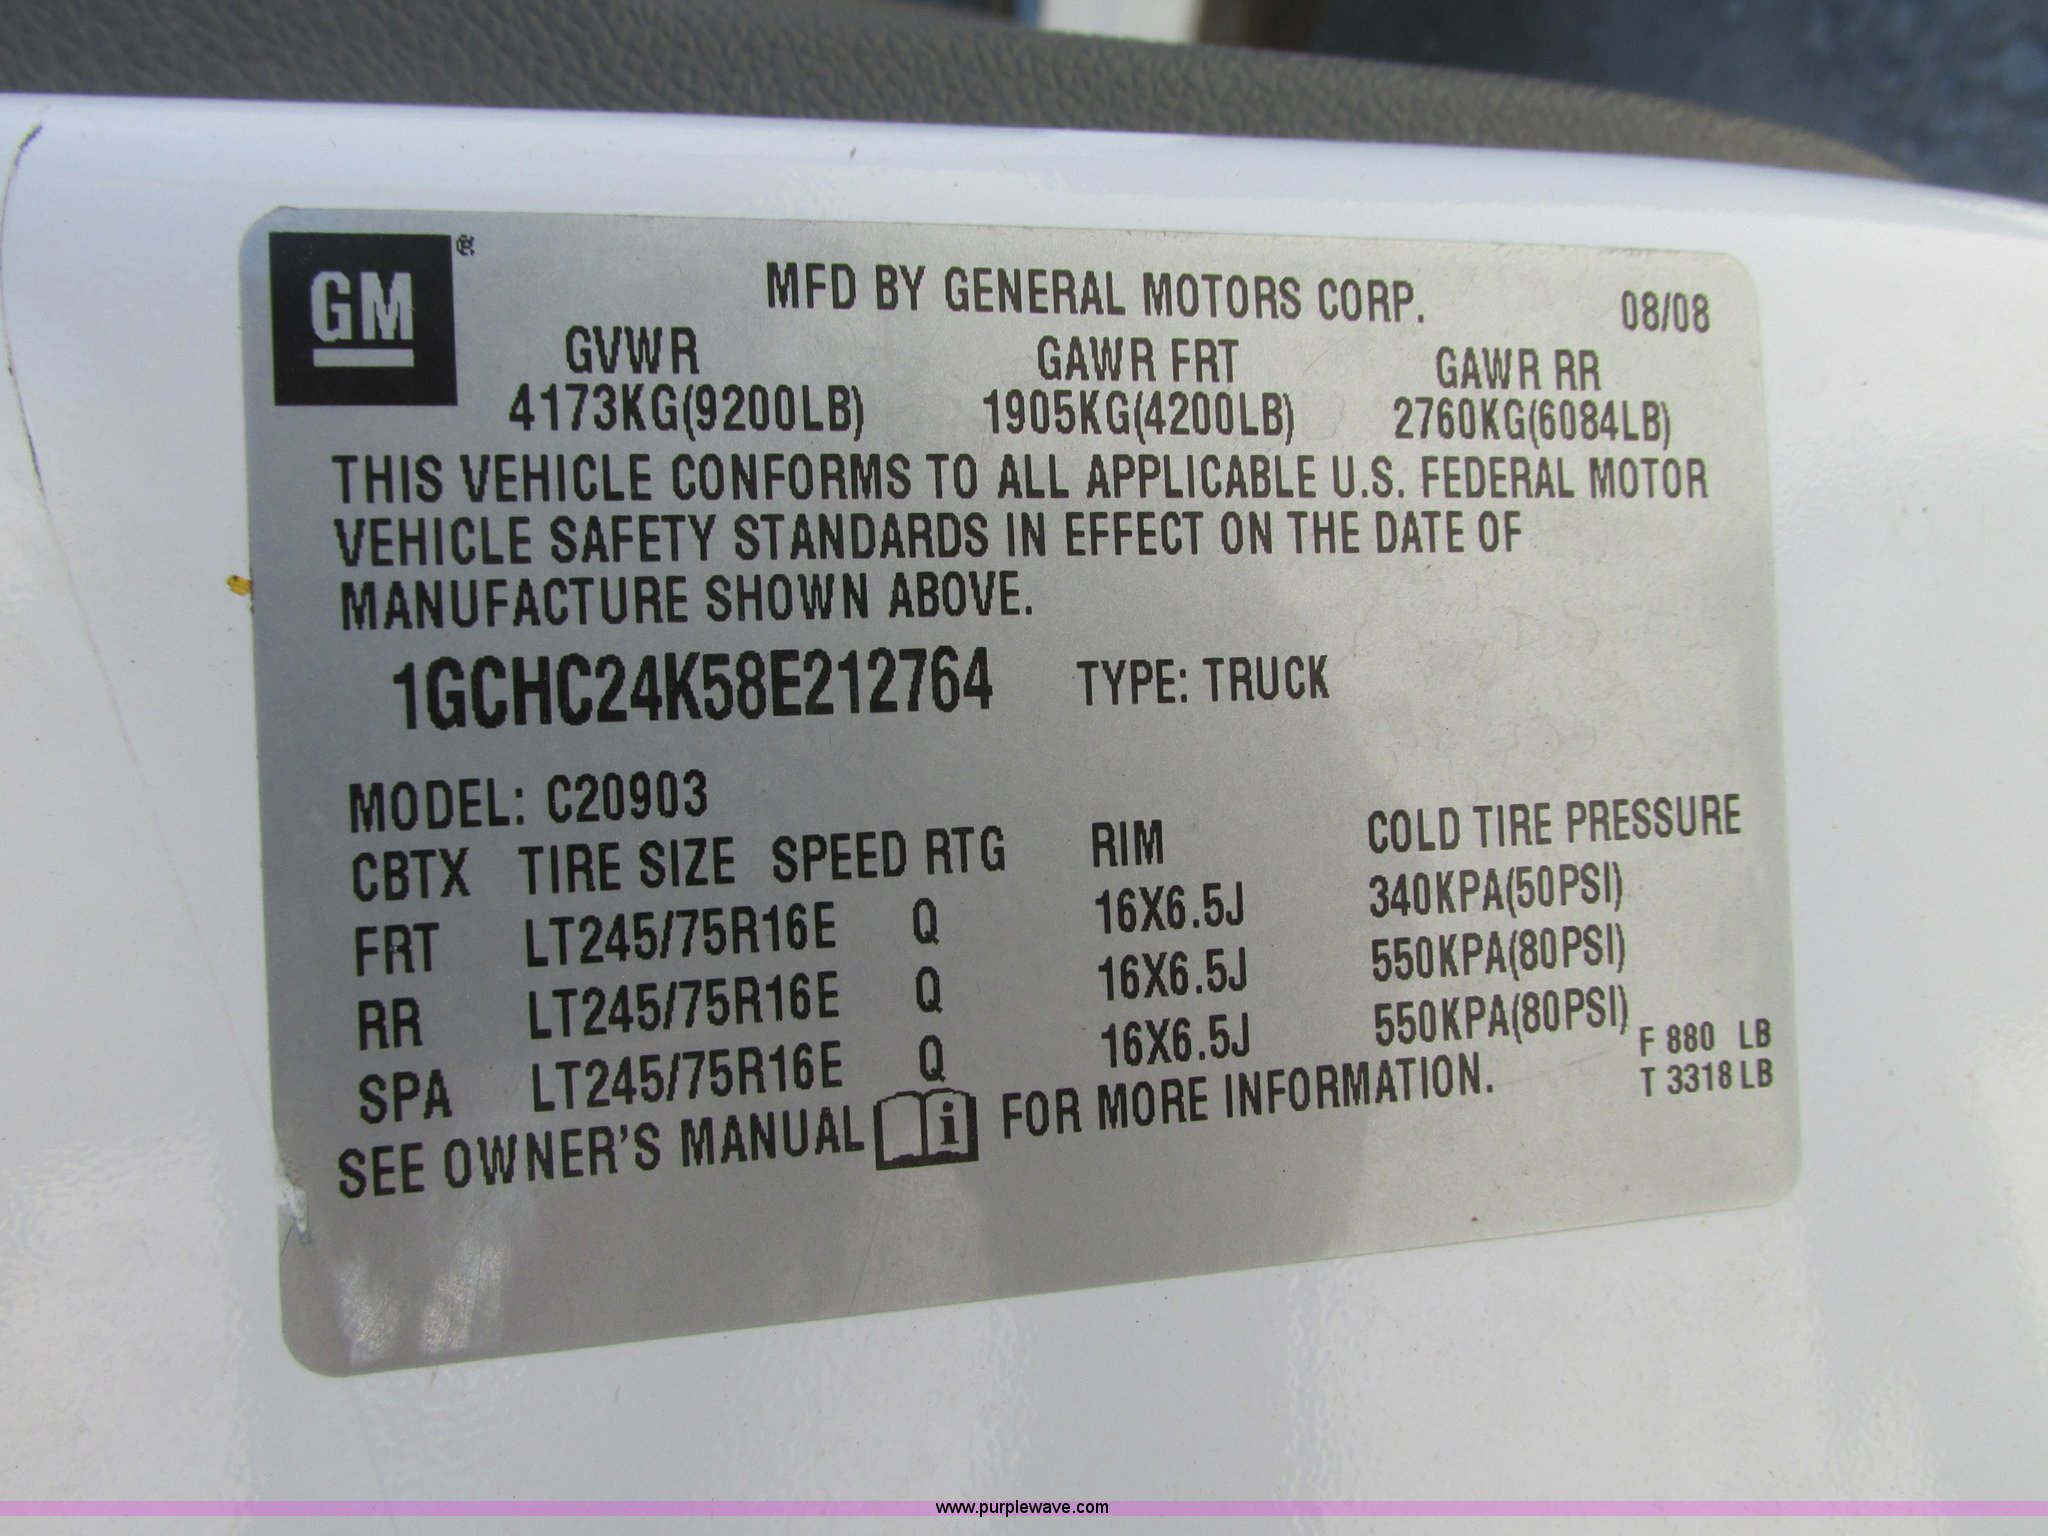 GM ®
MFD BY GENERAL MOTORS CORP. 08/08
GVWR GAWR FRT GAWR RR
4173KG(9200LB) 1905KG(4200LB) 2760KG(6084LB)
THIS VEHICLE CONFORMS TO ALL APPLICABLE U.S. FEDERAL MOTOR
VEHICLE SAFETY STANDARDS IN EFFECT ON THE DATE OF
MANUFACTURE SHOWN ABOVE.
1GCHC24K58E212764 TYPE: TRUCK
MODEL: C20903
CBTX TIRE SIZE SPEED RTG RIM COLD TIRE PRESSURE
FRT LT245/75R16E Q 16X6.5J 340KPA(50PSI)
RR LT245/75R16E Q 16X6.5J 550KPA(80PSI)
SPA LT245/75R16E Q 16X6.5J 550KPA(80PSI)
SEE OWNER'S MANUAL i FOR MORE INFORMATION.
F 880 LB
T 3318 LB
www.purplewave.com